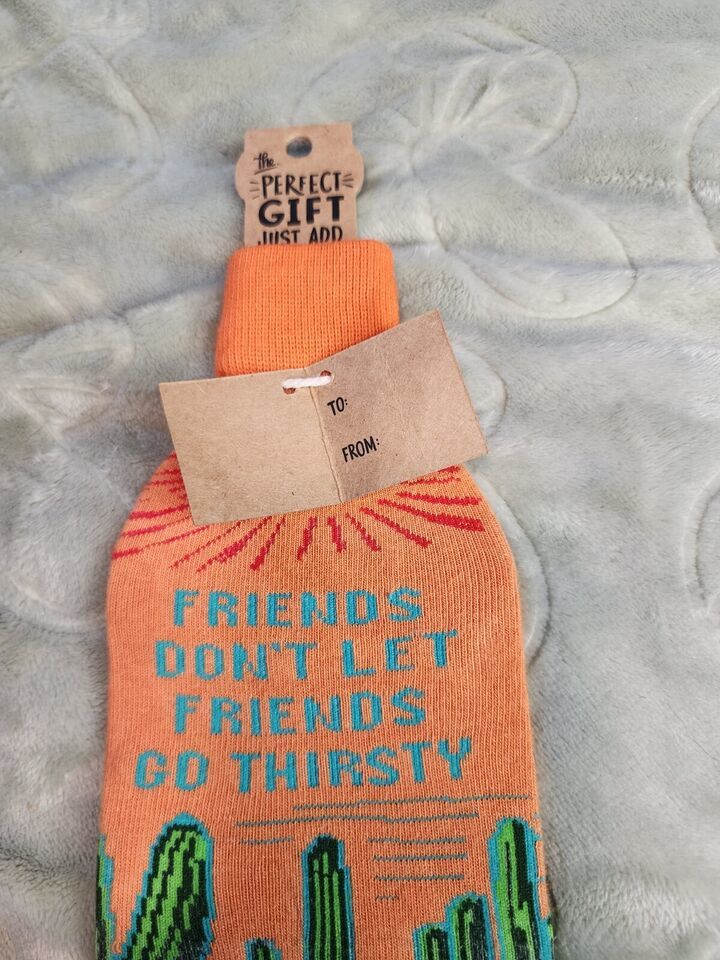 the
PERFECT
GIFT
JUST ADD
TO:
FROM:
FRIENDS
DON'T LET
FRIENDS
GO THIRSTY